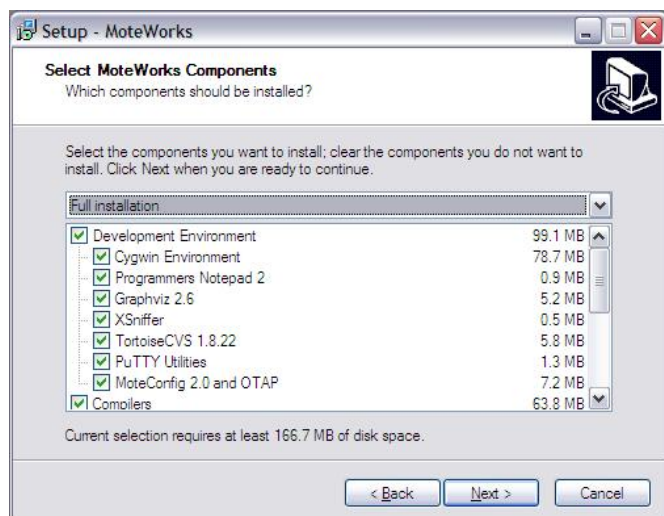 Setup - MoteWorks
Select MoteWorks Components
Which components should be installed?
Select the components you want to install; clear the components you do not want to
install. Click Next when you are ready to continue.
Full installation
Development Environment 99.1 MB
Cygwin Environment 78.7 MB
Programmers Notepad 2 0.9 MB
Graphviz 2.6 5.2 MB
XSniffer 0.5 MB
TortoiseCVS 1.8.22 5.8 MB
PuTTY Utilities 1.3 MB
MoteConfig 2.0 and OTAP 7.2 MB
Compilers 63.8 MB
Current selection requires at least 166.7 MB of disk space.
< Back Next > Cancel